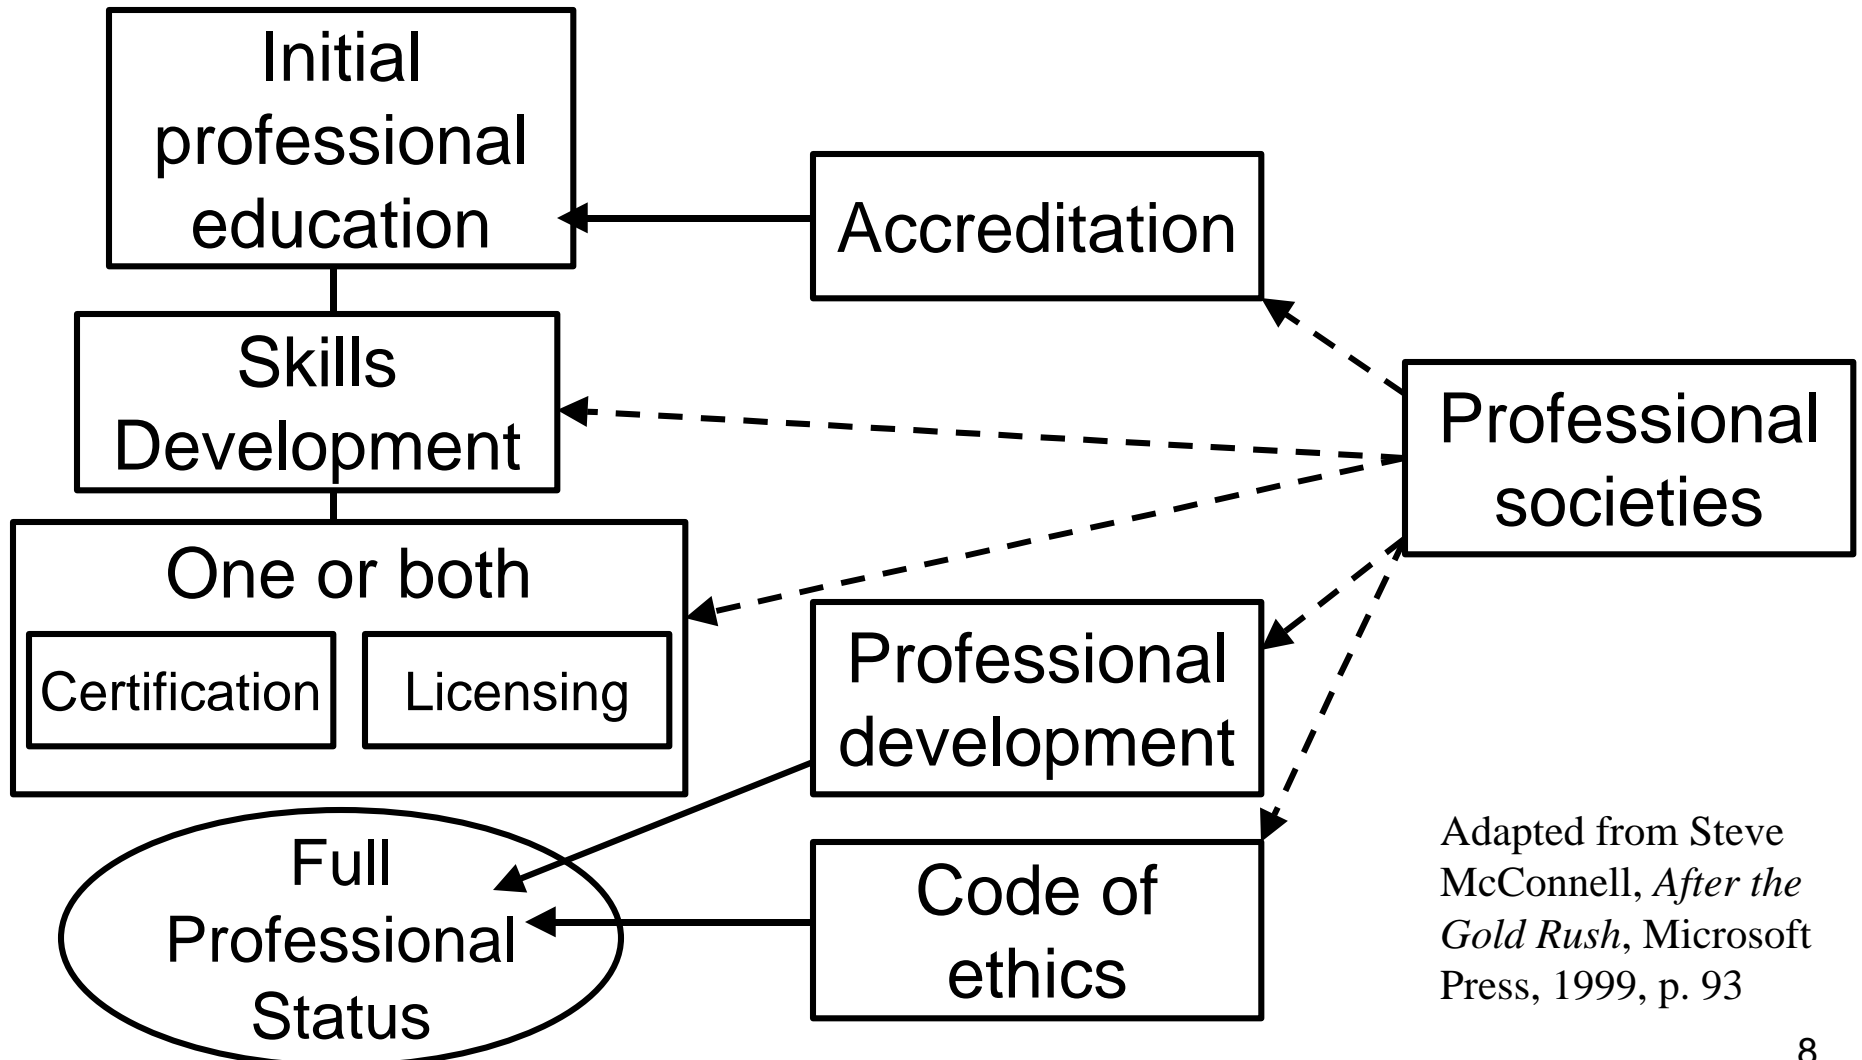 Initial
professional
education
Accreditation
Skills
Development
Professional
societies
One or both
Certification
Licensing
Professional
development
Full
Professional
Status
Code of
ethics
Adapted from Steve
McConnell, After the
Gold Rush, Microsoft
Press, 1999, p. 93
8